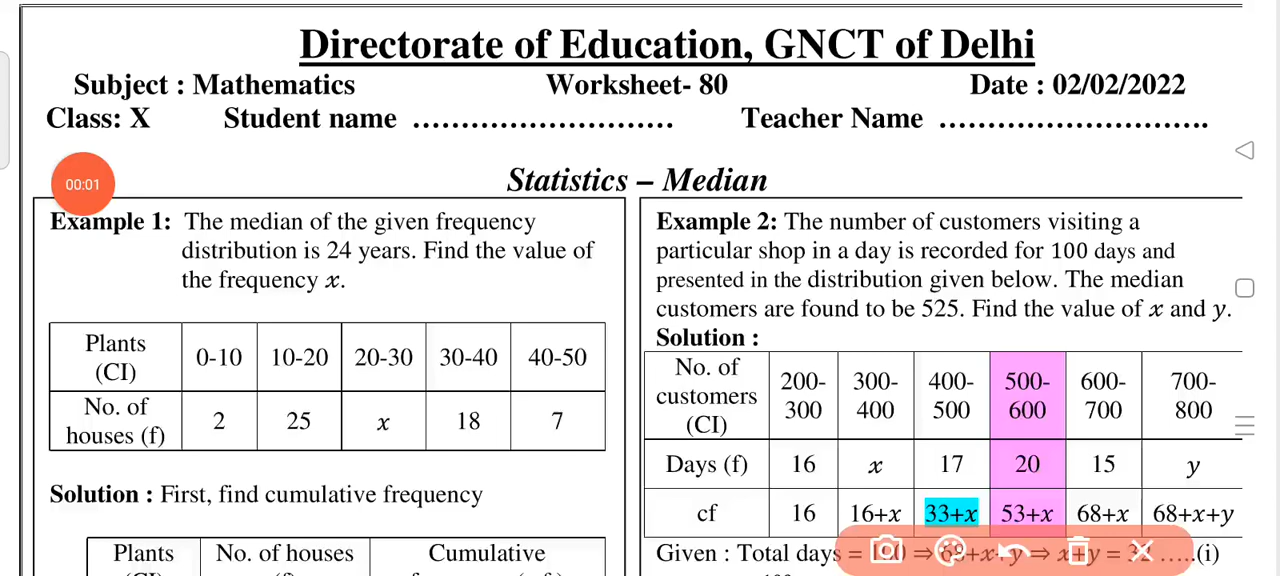 Directorate of Education, GNCT of Delhi
Subject : Mathematics Worksheet- 80 Date : 02/02/2022
Class: X Student name ………………………. Teacher Name ……………………….
00:01
Statistics – Median
Example 1: The median of the given frequency
distribution is 24 years. Find the value of
the frequency x.
Plants (CI) 0-10 10-20 20-30 30-40 40-50
No. of houses (f) 2 25 x 18 7
Solution : First, find cumulative frequency
Plants No. of houses Cumulative
Example 2: The number of customers visiting a
particular shop in a day is recorded for 100 days and
presented in the distribution given below. The median
customers are found to be 525. Find the value of x and y.
Solution :
No. of customers (CI) 200-300 300-400 400-500 500-600 600-700 700-800
Days (f) 16 x 17 20 15 y
cf 16 16+x 33+x 53+x 68+x 68+x+y
Given : Total days = ⇒ x+y = …..(i)